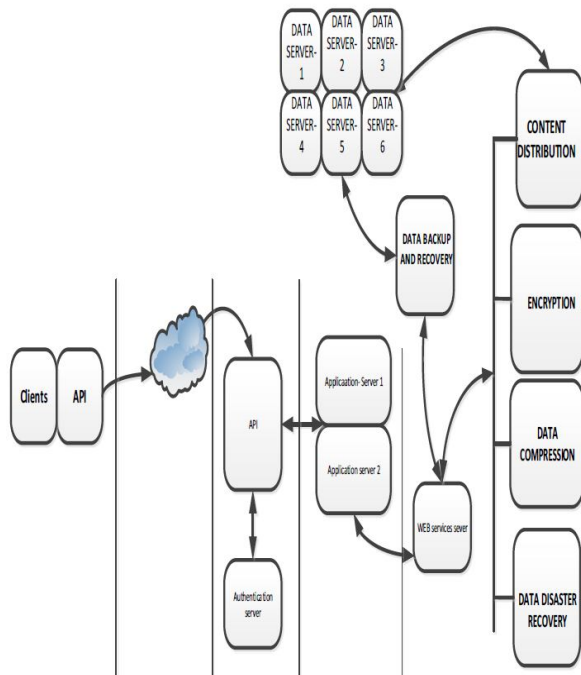 DATA
SERVER-
1
DATA
SERVER-
2
DATA
SERVER-
3
DATA
SERVER-
4
DATA
SERVER-
5
DATA
SERVER-
6
CONTENT
DISTRIBUTION
DATA BACKUP
AND RECOVERY
ENCRYPTION
Clients
API
API
Applicaation- Server 1
Application server 2
DATA
COMPRESSION
WEB services sever
Authentication
server
DATA DISASTER
RECOVERY